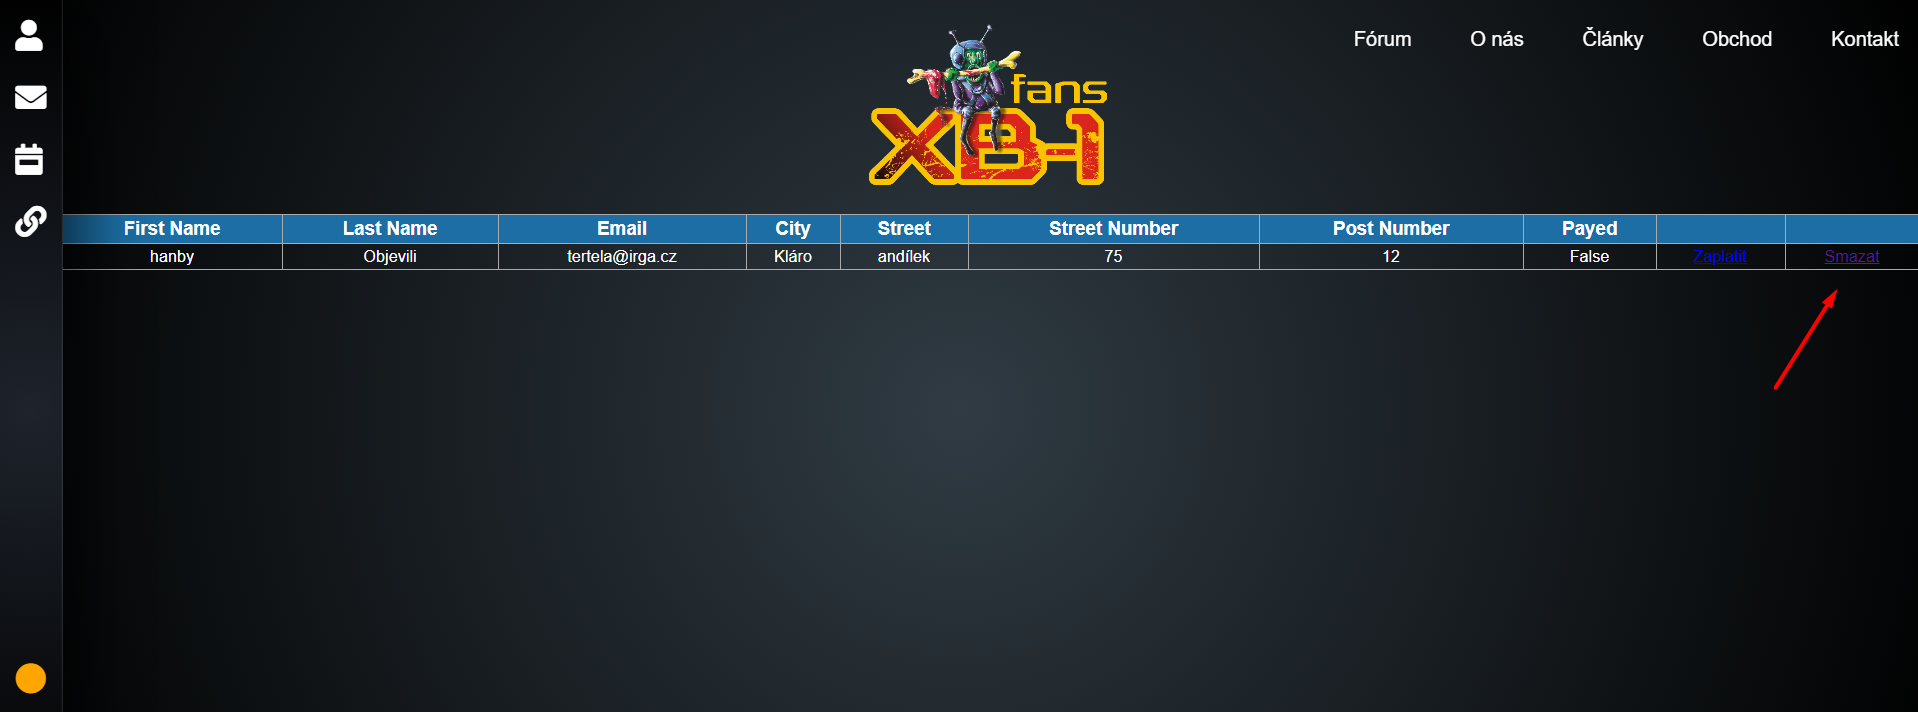 Fórum O nás Články Obchod Kontakt
fans
XB-1
First Name Last Name Email City Street Street Number Post Number Payed
hanby Objevili tertela@irga.cz Kláro andílek 75 12 False Zaplatil Smazat